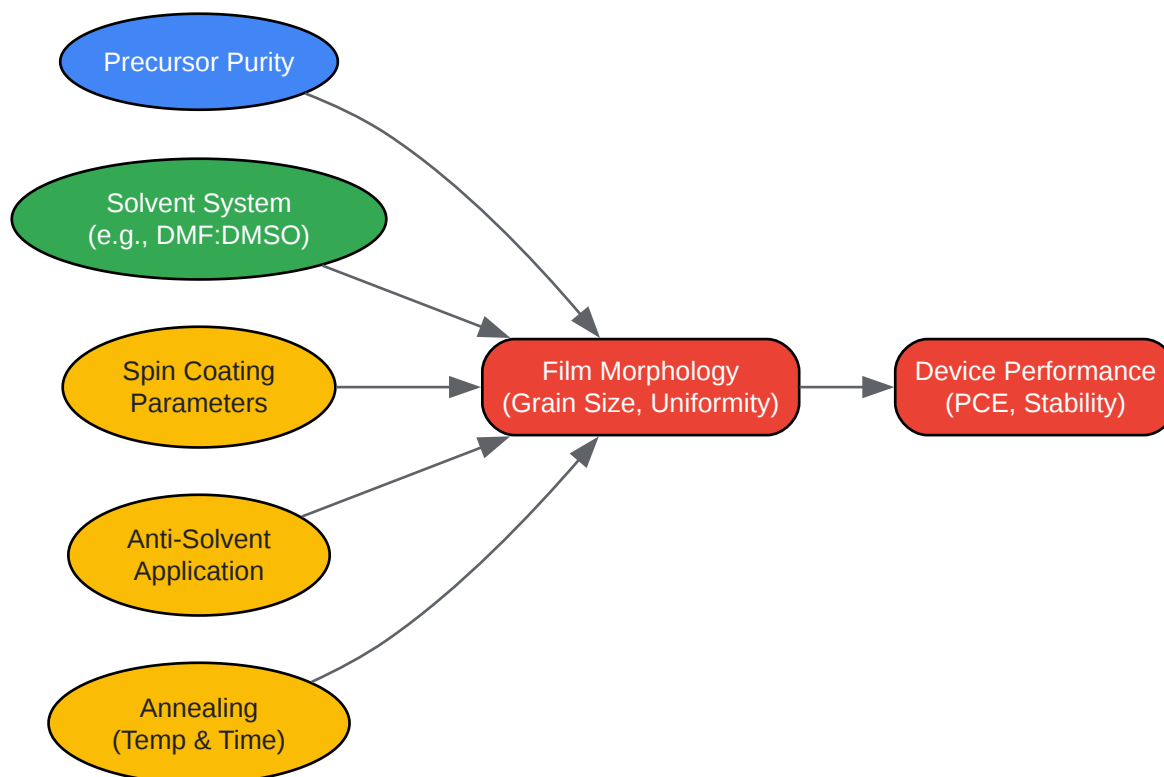 Precursor Purity
Solvent System
(e.g., DMF:DMSO)
Spin Coating
Parameters
Film Morphology
(Grain Size, Uniformity)
Device Performance
(PCE, Stability)
Anti-Solvent
Application
Annealing
(Temp & Time)